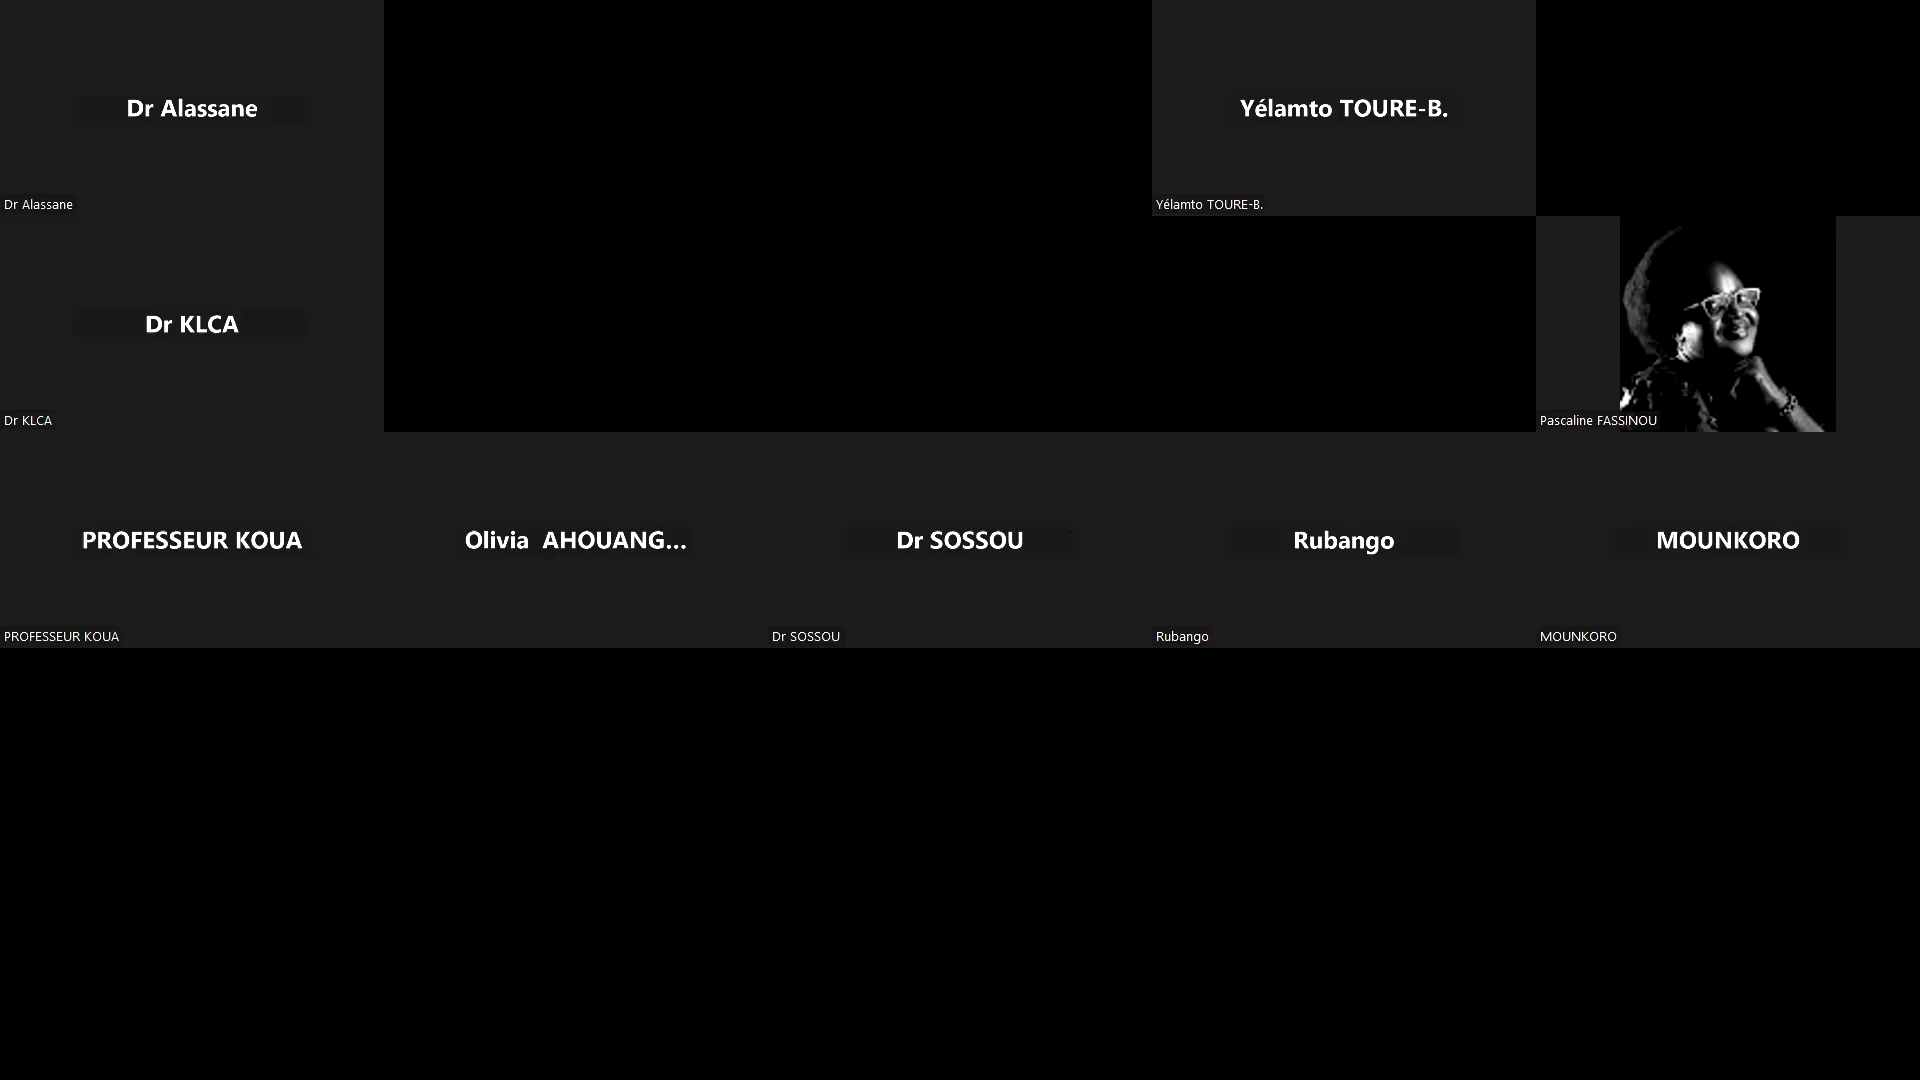 Dr Alassane
Yélamto TOURE-B.
Dr Alassane
Yélamto TOURE-B.
Dr KLCA
Dr KLCA
Pascaline FASSINOU
PROFESSEUR KOUA
Olivia AHOUANG...
Dr SOSSOU
Rubango
MOUNKORO
PROFESSEUR KOUA
Dr SOSSOU
Rubango
MOUNKORO